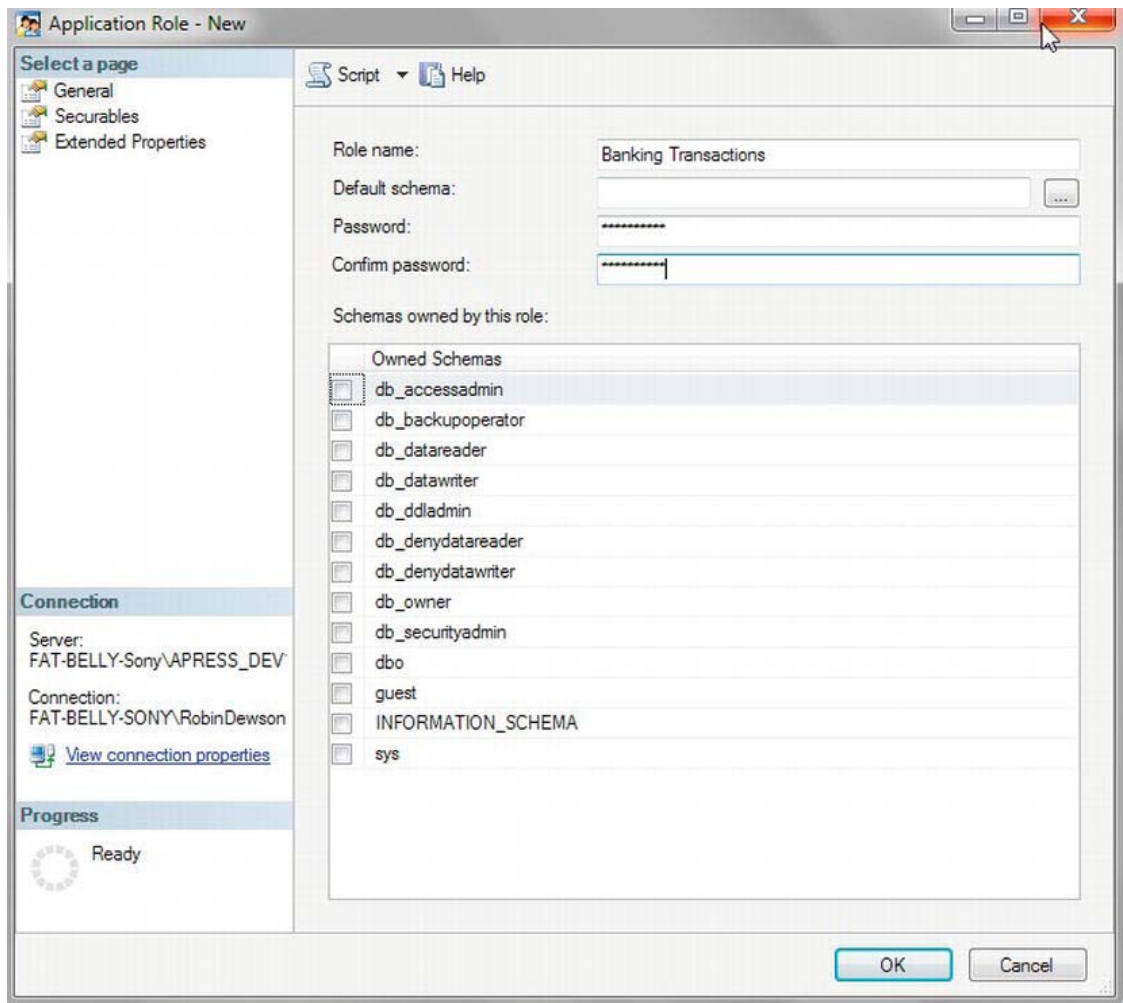 Application Role - New
Select a page
General
Securables
Extended Properties
Script Help
Role name: Banking Transactions
Default schema:
...
Password: **********
Confirm password: **********
Schemas owned by this role:
Owned Schemas
db_accessadmin
db_backupoperator
db_datareader
db_datawriter
db_ddladmin
db_denydatareader
db_denydatawriter
db_owner
db_securityadmin
dbo
guest
INFORMATION_SCHEMA
sys
Connection
Server:
FAT-BELLY-Sony\APRESS_DEV
Connection:
FAT-BELLY-SONY\RobinDewson
View connection properties
Progress
Ready
OK Cancel